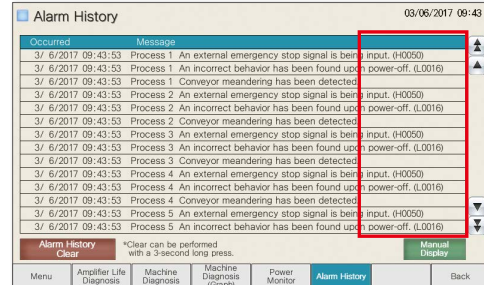 Alarm History
03/06/2017 09:43
Occurred Message
3/ 6/2017 09:43:53 Process 1 An external emergency stop signal is being input. (H0050)
3/ 6/2017 09:43:53 Process 1 An incorrect behavior has been found upon power-off. (L0016)
3/ 6/2017 09:43:53 Process 1 Conveyor meandering has been detected.
3/ 6/2017 09:43:53 Process 2 An external emergency stop signal is being input. (H0050)
3/ 6/2017 09:43:53 Process 2 An incorrect behavior has been found upon power-off. (L0016)
3/ 6/2017 09:43:53 Process 2 Conveyor meandering has been detected.
3/ 6/2017 09:43:53 Process 3 An external emergency stop signal is being input. (H0050)
3/ 6/2017 09:43:53 Process 3 An incorrect behavior has been found upon power-off. (L0016)
3/ 6/2017 09:43:53 Process 3 Conveyor meandering has been detected.
3/ 6/2017 09:43:53 Process 4 An external emergency stop signal is being input. (H0050)
3/ 6/2017 09:43:53 Process 4 An incorrect behavior has been found upon power-off. (L0016)
3/ 6/2017 09:43:53 Process 4 Conveyor meandering has been detected.
3/ 6/2017 09:43:53 Process 5 An external emergency stop signal is being input. (H0050)
3/ 6/2017 09:43:53 Process 5 An incorrect behavior has been found upon power-off. (L0016)
Alarm History
Clear
*Clear can be performed
with a 3-second long press.
Manual
Display
Menu
Amplifier Life
Diagnosis
Machine
Diagnosis
Machine
Diagnosis
(Graph)
Power
Monitor
Alarm History
Back